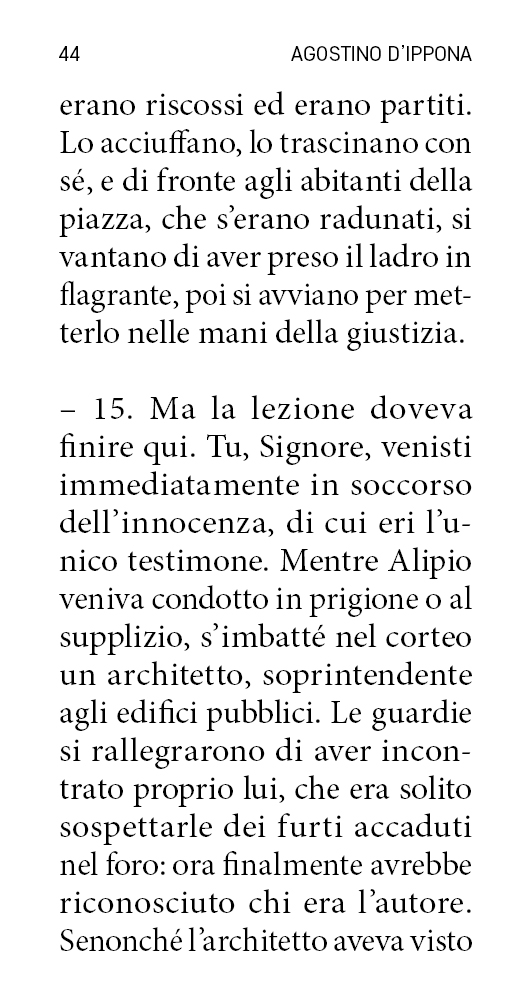 44
AGOSTINO D'IPPONA
erano riscossi ed erano partiti.
Lo acciuffano, lo trascinano con
sé, e di fronte agli abitanti della
piazza, che s'erano radunati, si
vantano di aver preso il ladro in
flagrante, poi si avviano per met-
terlo nelle mani della giustizia.
– 15. Ma la lezione doveva
finire qui. Tu, Signore, venisti
immediatamente in soccorso
dell'innocenza, di cui eri l'u-
nico testimone. Mentre Alipio
veniva condotto in prigione o al
supplizio, s'imbatté nel corteo
un architetto, soprintendente
agli edifici pubblici. Le guardie
si rallegrarono di aver incon-
trato proprio lui, che era solito
sospettarle dei furti accaduti
nel foro: ora finalmente avrebbe
riconosciuto chi era l'autore.
Senonché l'architetto aveva visto